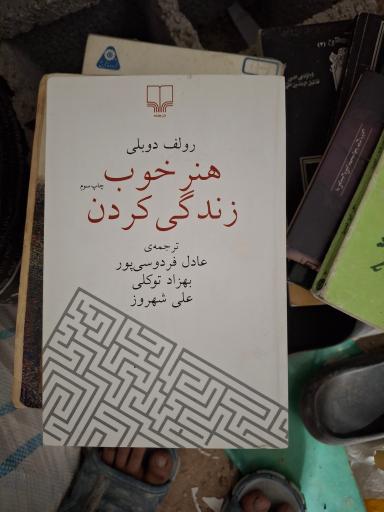 رولف دوبلی
هنر خوب
چاپ سوم
زندگی کردن
ترجمه‌ی
عادل فردوسی‌پور
بهزاد توکلی
علی شهروز